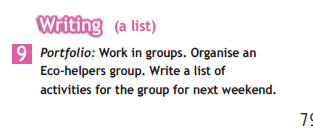 Writing (a list)
9 Portfolio: Work in groups. Organise an
Eco-helpers group. Write a list of
activities for the group for next weekend.